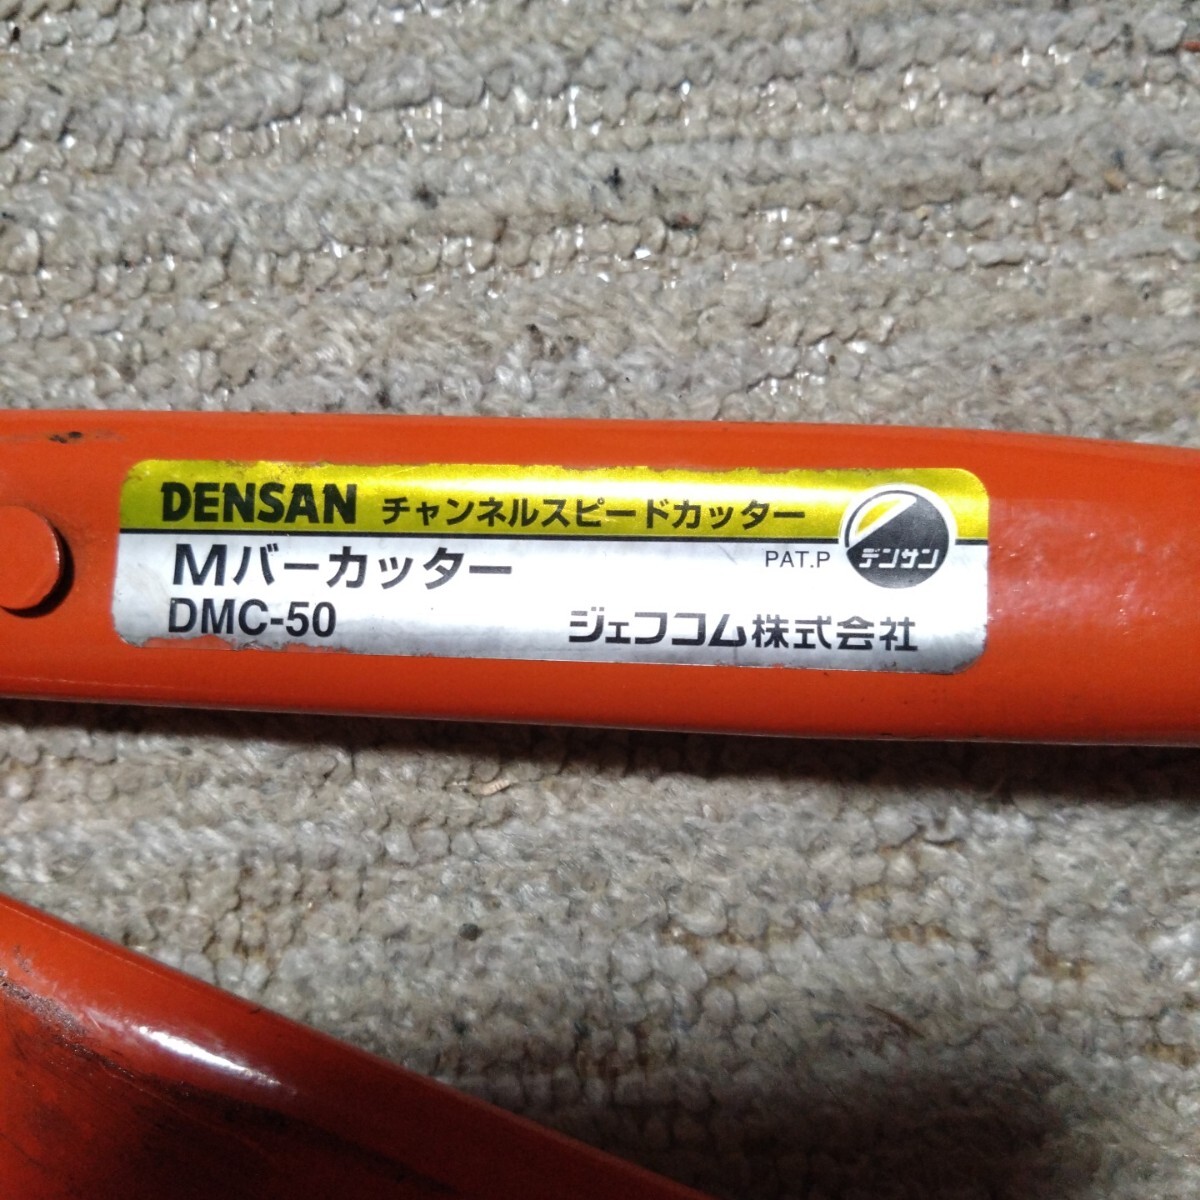 DENSAN チャンネルスピードカッター
Mバーカッター
PAT.P
デンサン
DMC-50
ジェフコム株式会社